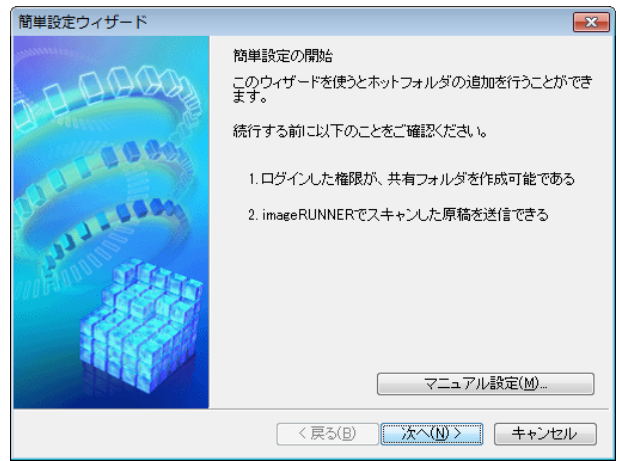 簡単設定ウィザード
簡単設定の開始
このウィザードを使うとホットフォルダの追加を行うことができ
ます。
続行する前に以下のことをご確認ください。
1. ログインした権限が、共有フォルダを作成可能である
2. imageRUNNERでスキャンした原稿を送信できる
マニュアル設定(M)...
< 戻る(B) 次へ(N) > キャンセル